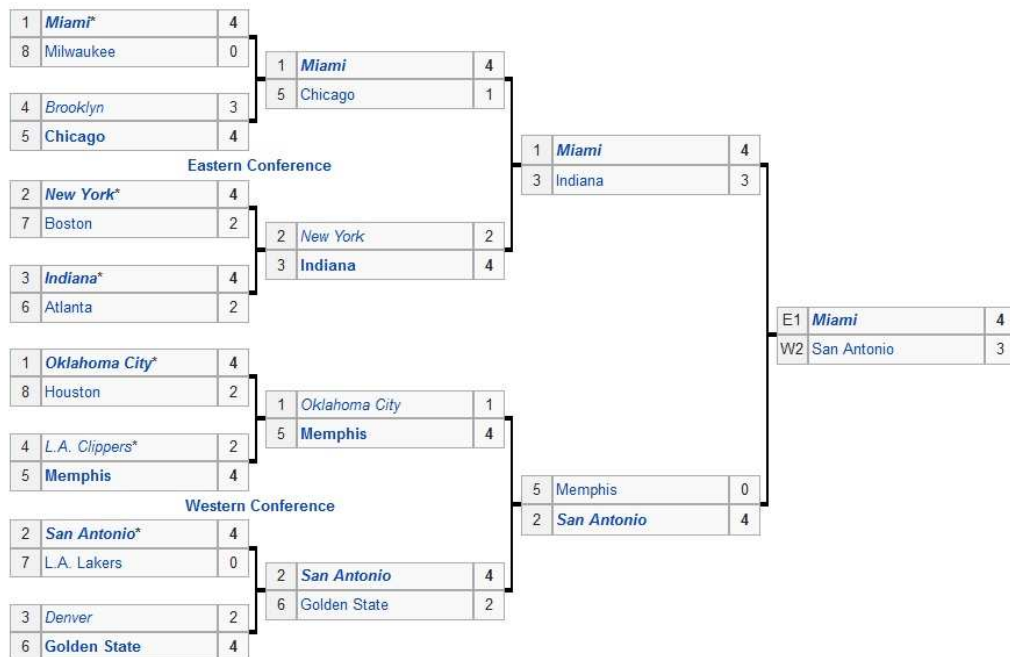 1 Miami* 4
8 Milwaukee 0
1 Miami 4
5 Chicago 1
4 Brooklyn 3
5 Chicago 4
1 Miami 4
3 Indiana 3
Eastern Conference
2 New York* 4
7 Boston 2
2 New York 2
3 Indiana 4
3 Indiana* 4
6 Atlanta 2
E1 Miami 4
W2 San Antonio 3
1 Oklahoma City* 4
8 Houston 2
1 Oklahoma City 1
5 Memphis 4
4 L.A. Clippers* 2
5 Memphis 4
5 Memphis 0
2 San Antonio 4
Western Conference
2 San Antonio* 4
7 L.A. Lakers 0
2 San Antonio 4
6 Golden State 2
3 Denver 2
6 Golden State 4